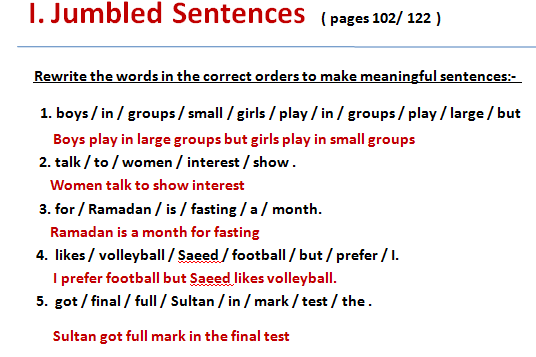 I. Jumbled Sentences ( pages 102/ 122 )
Rewrite the words in the correct orders to make meaningful sentences:-
1. boys / in / groups / small / girls / play / in / groups / play / large / but
Boys play in large groups but girls play in small groups
2. talk / to / women / interest / show .
Women talk to show interest
3. for / Ramadan / is / fasting / a / month.
Ramadan is a month for fasting
4. likes / volleyball / Saeed / football / but / prefer / I.
I prefer football but Saeed likes volleyball.
5. got / final / full / Sultan / in / mark / test / the .
Sultan got full mark in the final test